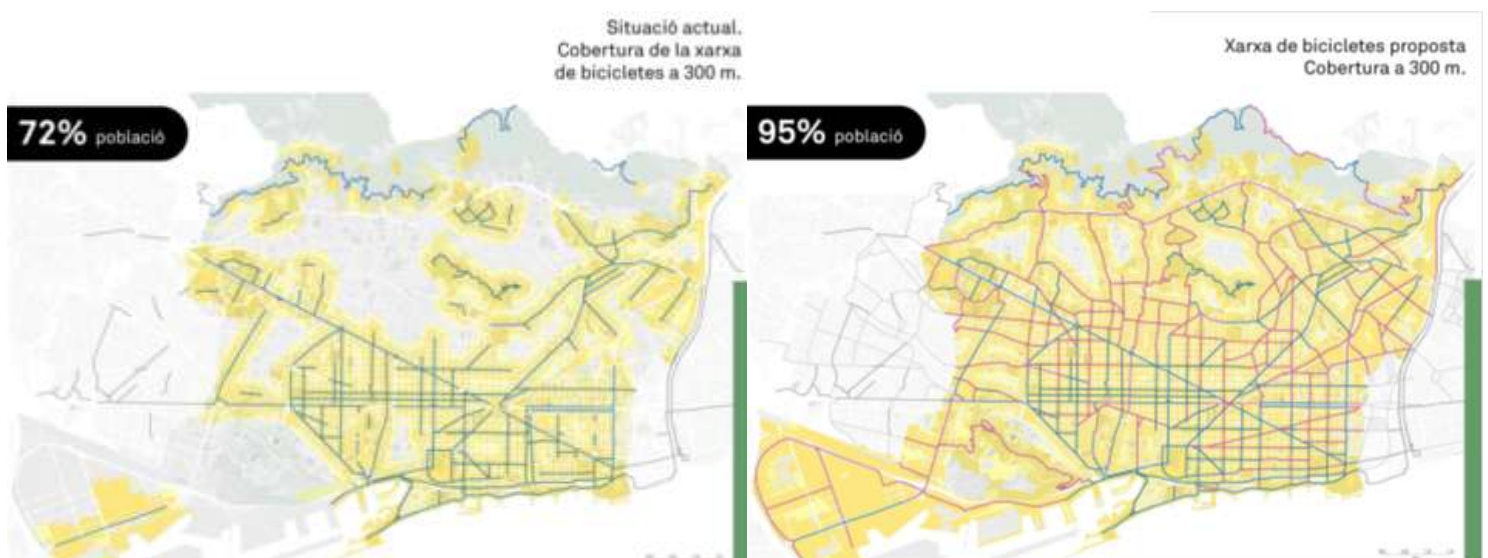 Situació actual.
Cobertura de la xarxa
de bicicletes a 300 m.
72% població
Xarxa de bicicletes proposta
Cobertura a 300 m.
95% població